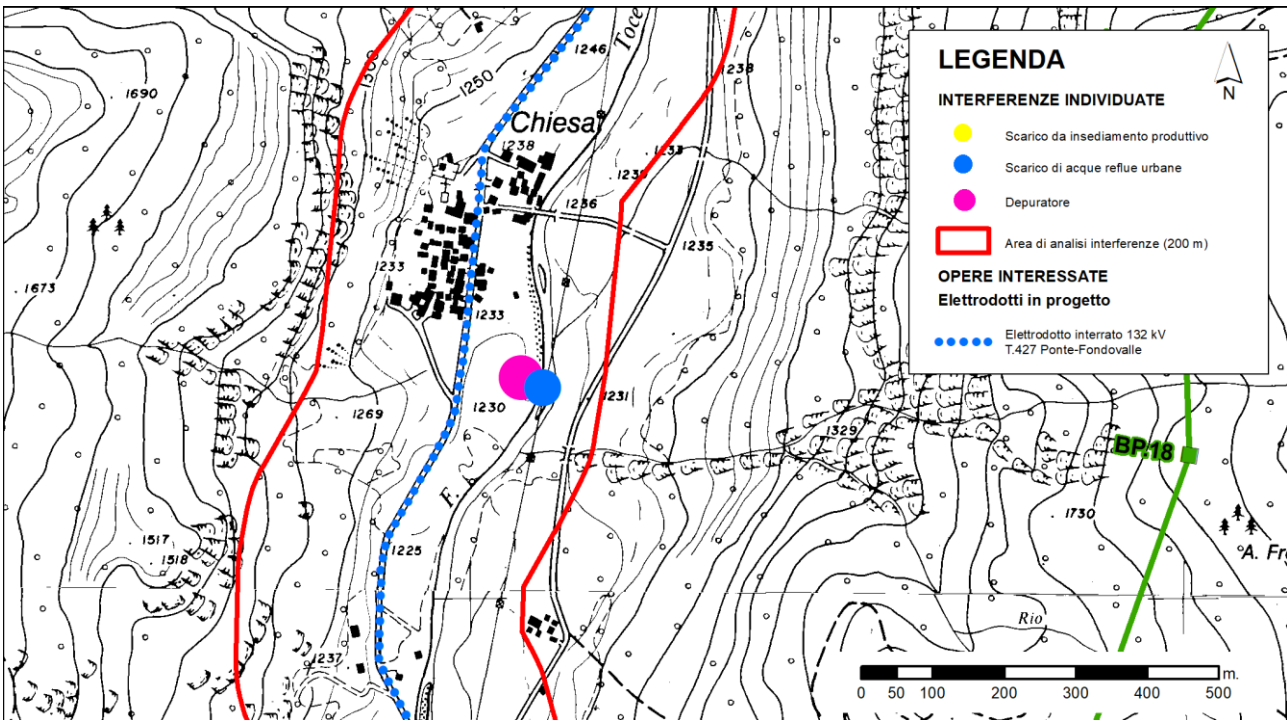 1690
1300
1250
1246
Toce
1238
Chiesa
1238
1233
1239
1236
1235
1233
1673
1233
1230
1231
1269
1329
F.
BP.18
1730
1517
1518
1225
A. Fr
Rio
1237
LEGENDA
N
INTERFERENZE INDIVIDUATE
Scarico da insediamento produttivo
Scarico di acque reflue urbane
Depuratore
Area di analisi interferenze (200 m)
OPERE INTERESSATE
Elettrodotti in progetto
Elettrodotto interrato 132 kV
T.427 Ponte-Fondovalle
m.
0 50 100 200 300 400 500